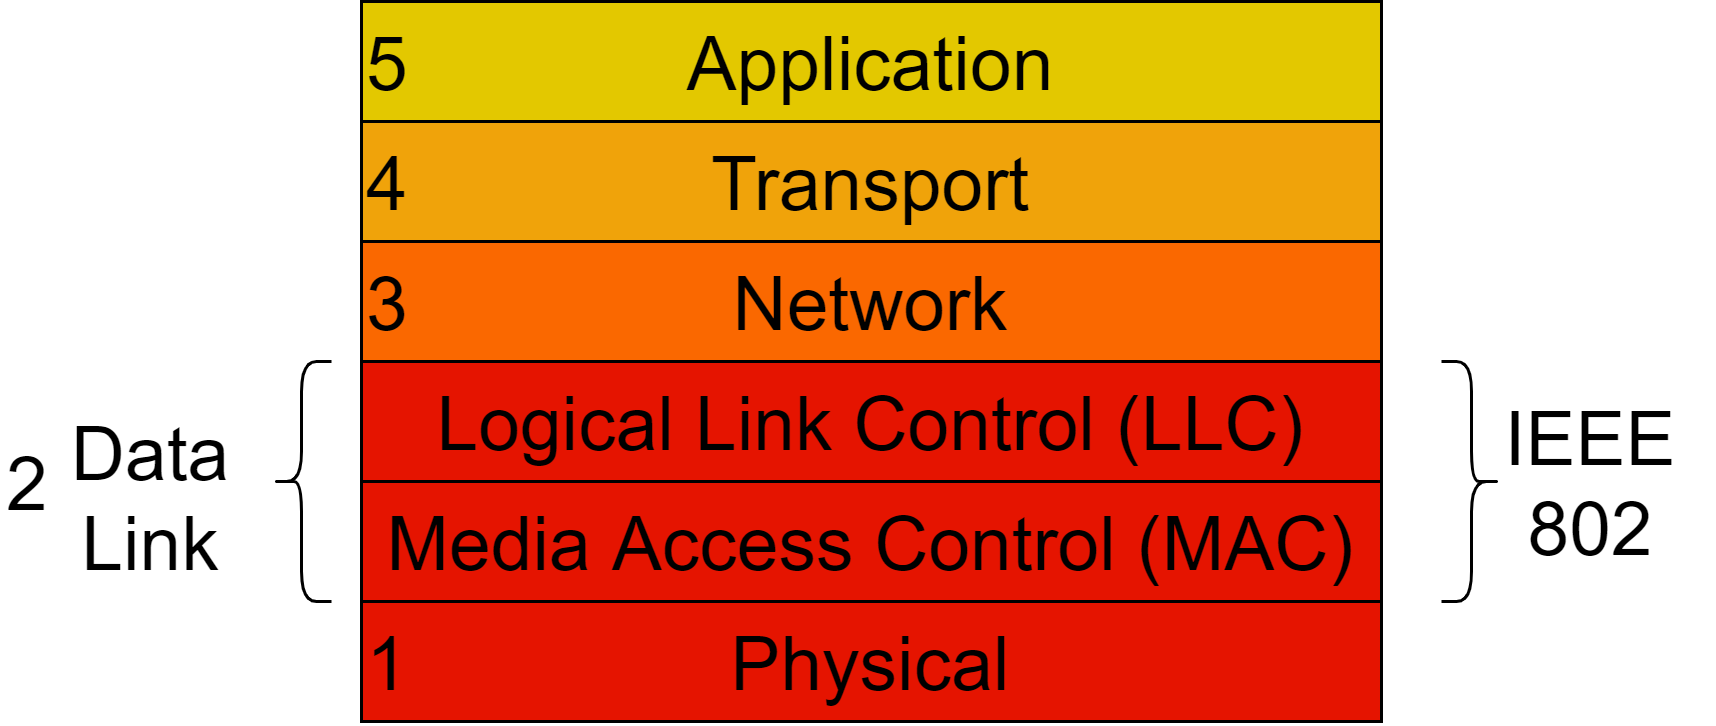 5 Application
4 Transport
3 Network
2 Data
Link
Logical Link Control (LLC)
Media Access Control (MAC)
IEEE
802
1 Physical